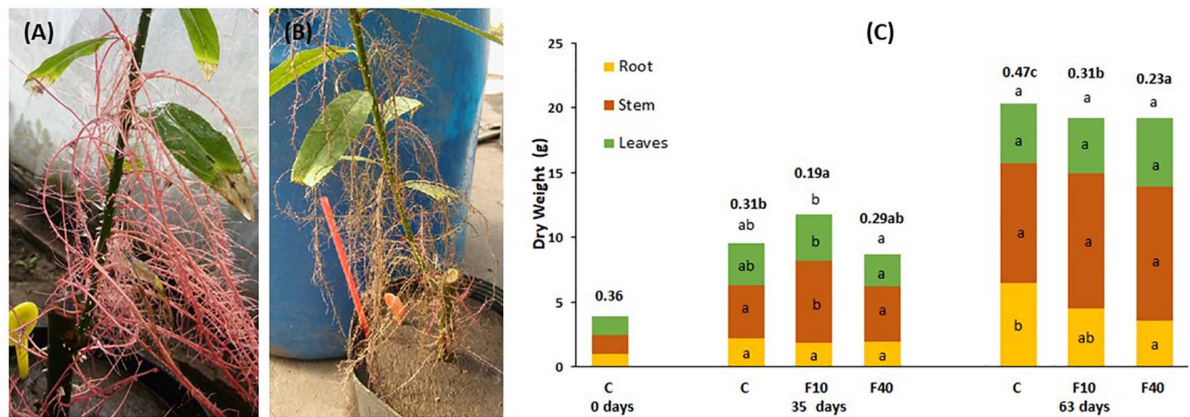 (A)
(B)
(C)
Dry Weight (g)
25
20
15
10
5
0
Root
Stem
Leaves
0.36
0.31b
ab
ab
a
a
0.19a
b
b
b
a
0.29ab
a
a
a
a
0.47c
a
a
a
b
0.31b
a
a
a
ab
0.23a
a
a
a
a
C
C
F10
F40
C
F10
F40
0 days
35 days
63 days